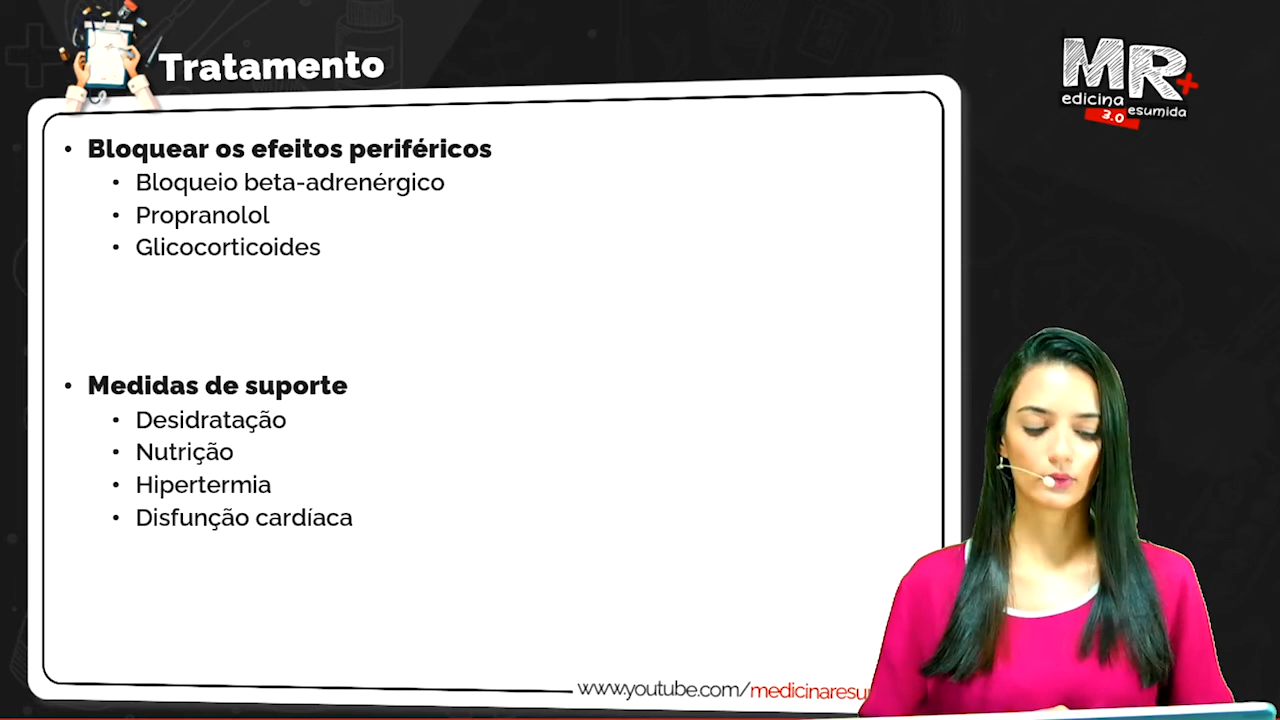 Tratamento
MR+
edicina esumida
3.0
• Bloquear os efeitos periféricos
• Bloqueio beta-adrenérgico
• Propranolol
• Glicocorticoides
• Medidas de suporte
• Desidratação
• Nutrição
• Hipertermia
• Disfunção cardíaca
www.youtube.com/medicinaresu